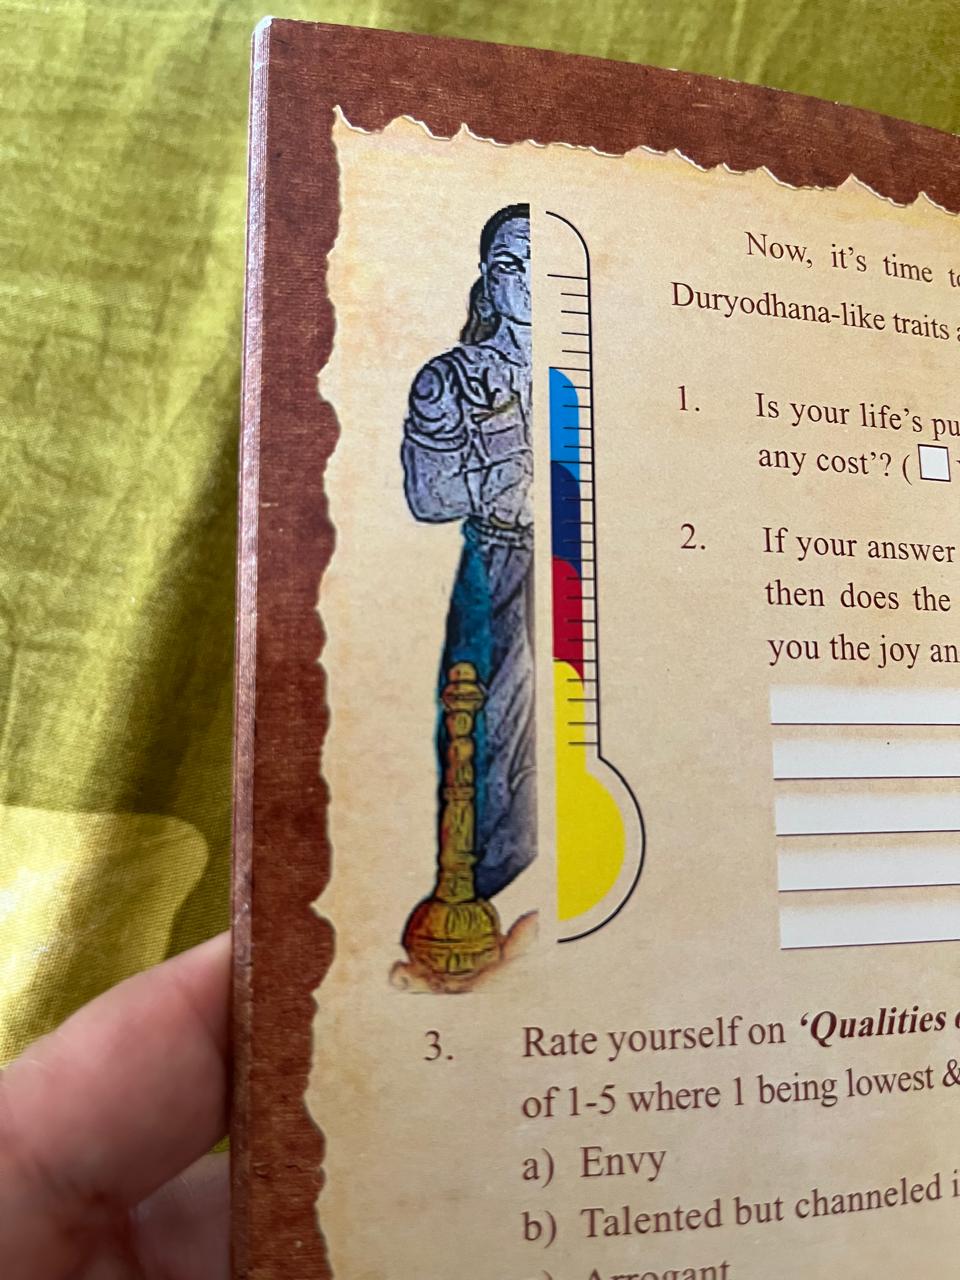 Now, it's time
Duryodhana-like traits
1. Is your life's
any cost'? (
2. If your answer
then does the
you the joy
3. Rate yourself on 'Qualities
of 1-5 where 1 being lowest &
a) Envy
b) Talented but channeled
Arrogant